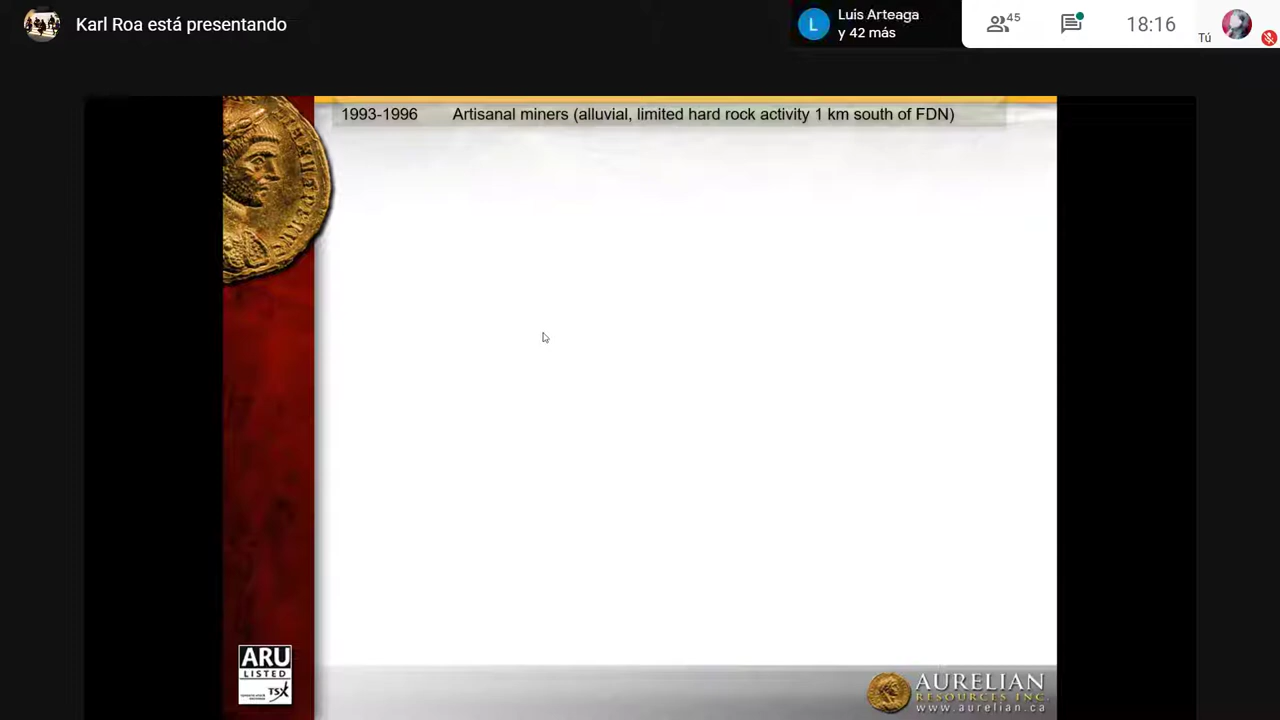 Karl Roa está presentando
L
Luis Arteaga
y 42 más
45
18:16
Tú
1993-1996 Artisanal miners (alluvial, limited hard rock activity 1 km south of FDN)
ARU
LISTED
TSX
AURELIAN
RESOURCES INC.
www.aurelian.ca